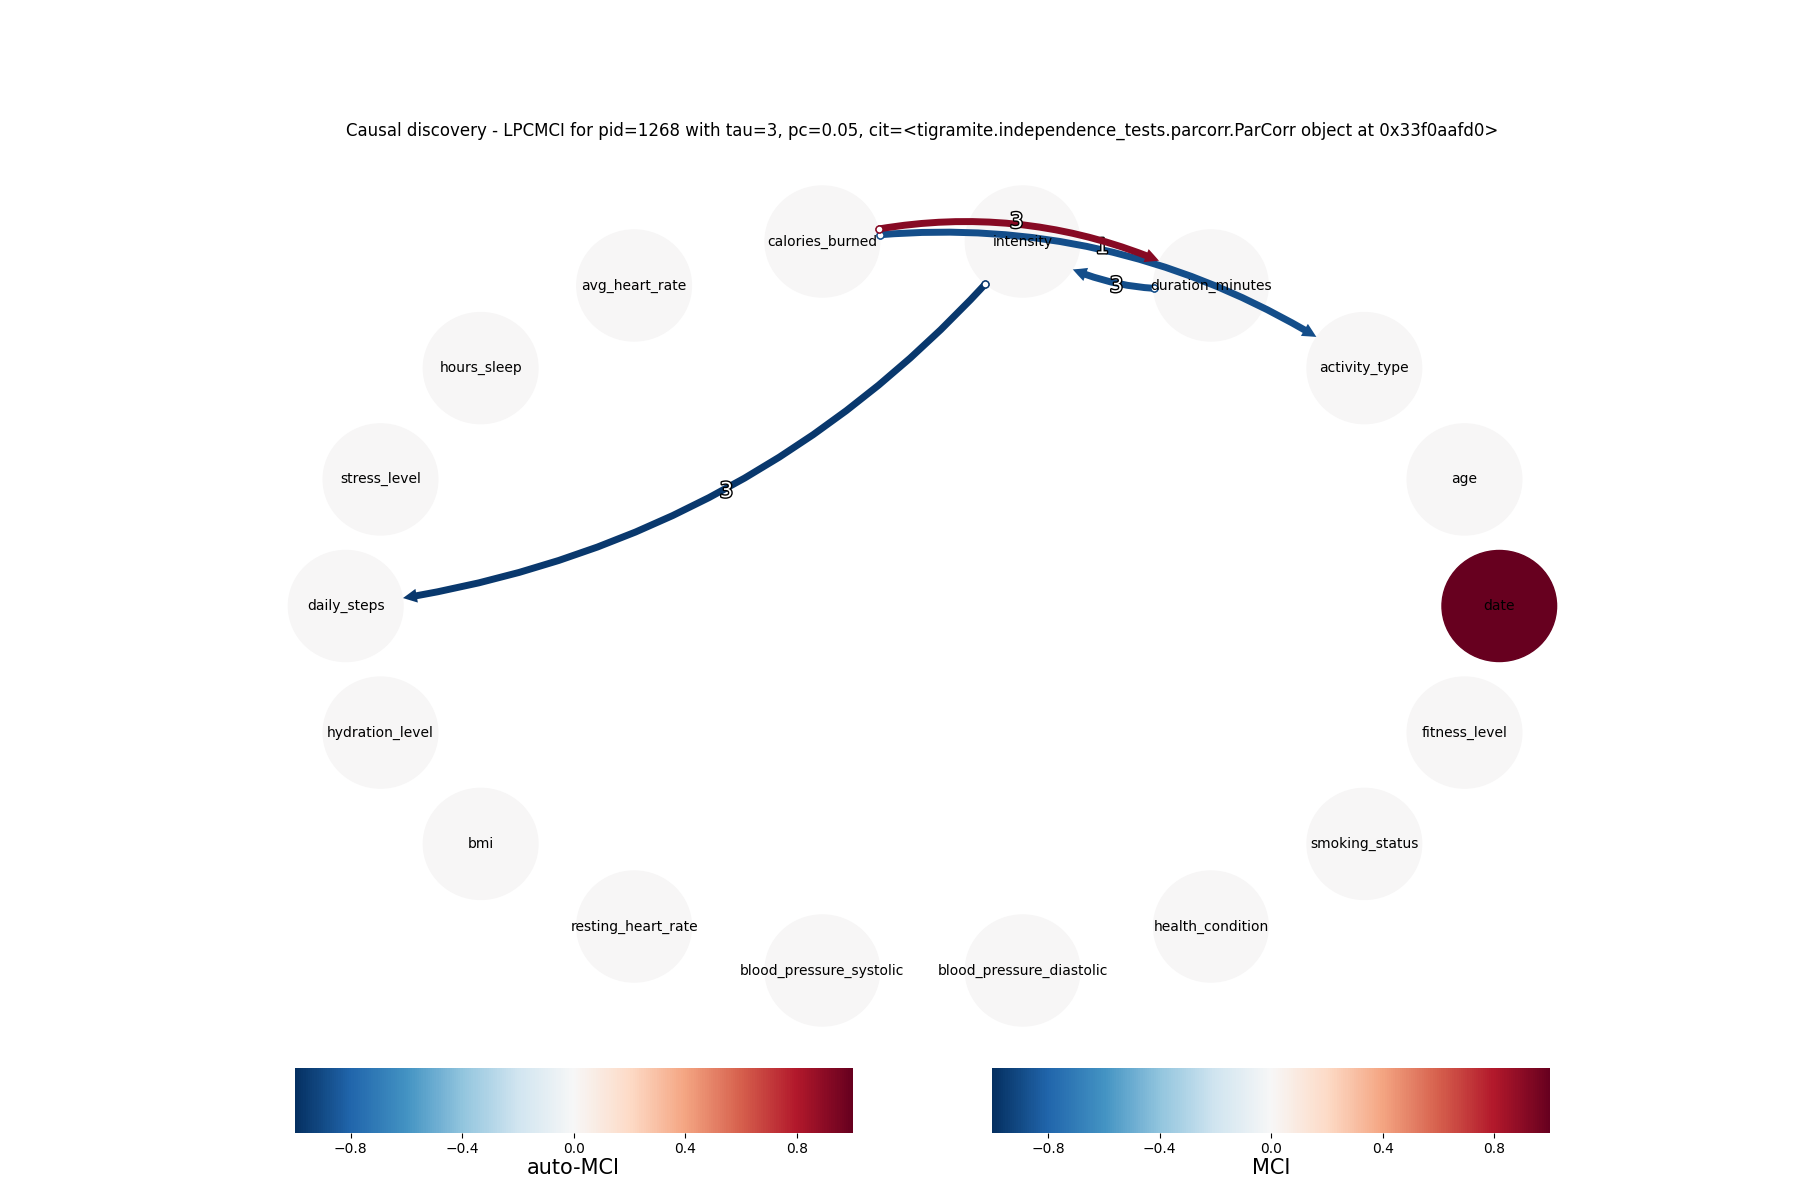 Causal discovery - LPCMCI for pid=1268 with tau=3, pc=0.05, cit=<tigramite.independence_tests.parcorr.ParCorr object at 0x33f0aafd0>
3
calories_burned
intensity
1
avg_heart_rate
3
duration_minutes
hours_sleep
activity_type
stress_level
age
3
daily_steps
date
hydration_level
fitness_level
bmi
smoking_status
resting_heart_rate
health_condition
blood_pressure_systolic
blood_pressure_diastolic
−0.8 −0.4 0.0 0.4 0.8
auto-MCI
−0.8 −0.4 0.0 0.4 0.8
MCI